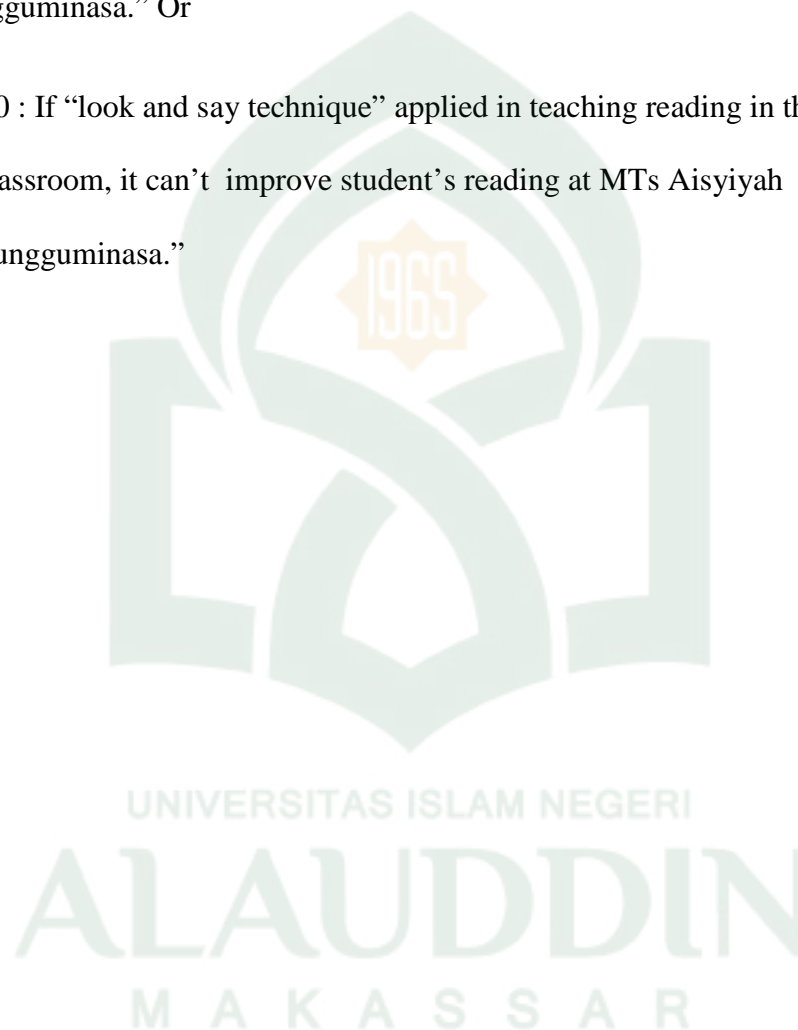 gguminasa.” Or
0 : If “look and say technique” applied in teaching reading in th
assroom, it can’t  improve student’s reading at MTs Aisyiyah
ungguminasa.”
1965
UNIVERSITAS ISLAM NEGERI
ALAUDDIN
MAKASSAR